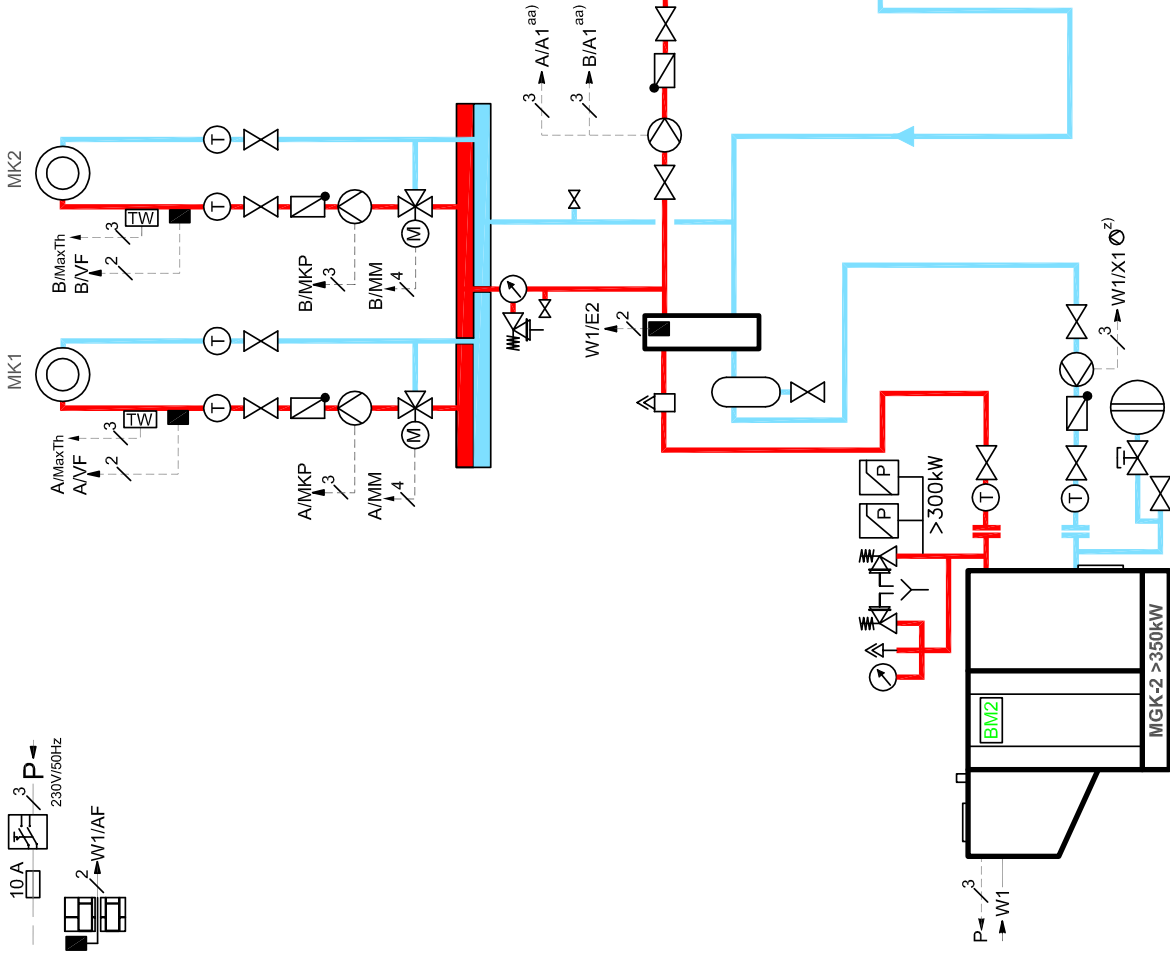 MK2
MK1
A/A1 aa)
B/A1 aa)
3
3
T
T
TW
3
B/MaxTh
B/VF
2
B/MKP
3
M
B/MM
4
T
T
TW
3
A/MaxTh
A/VF
2
A/MKP
3
M
A/MM
4
W1/E2
2
W1/X1 z)
3
P
P
>300kW
T
T
10 A
3
P
230V/50Hz
2
W1/AF
BM2
MGK-2 >350kW
P
3
W1